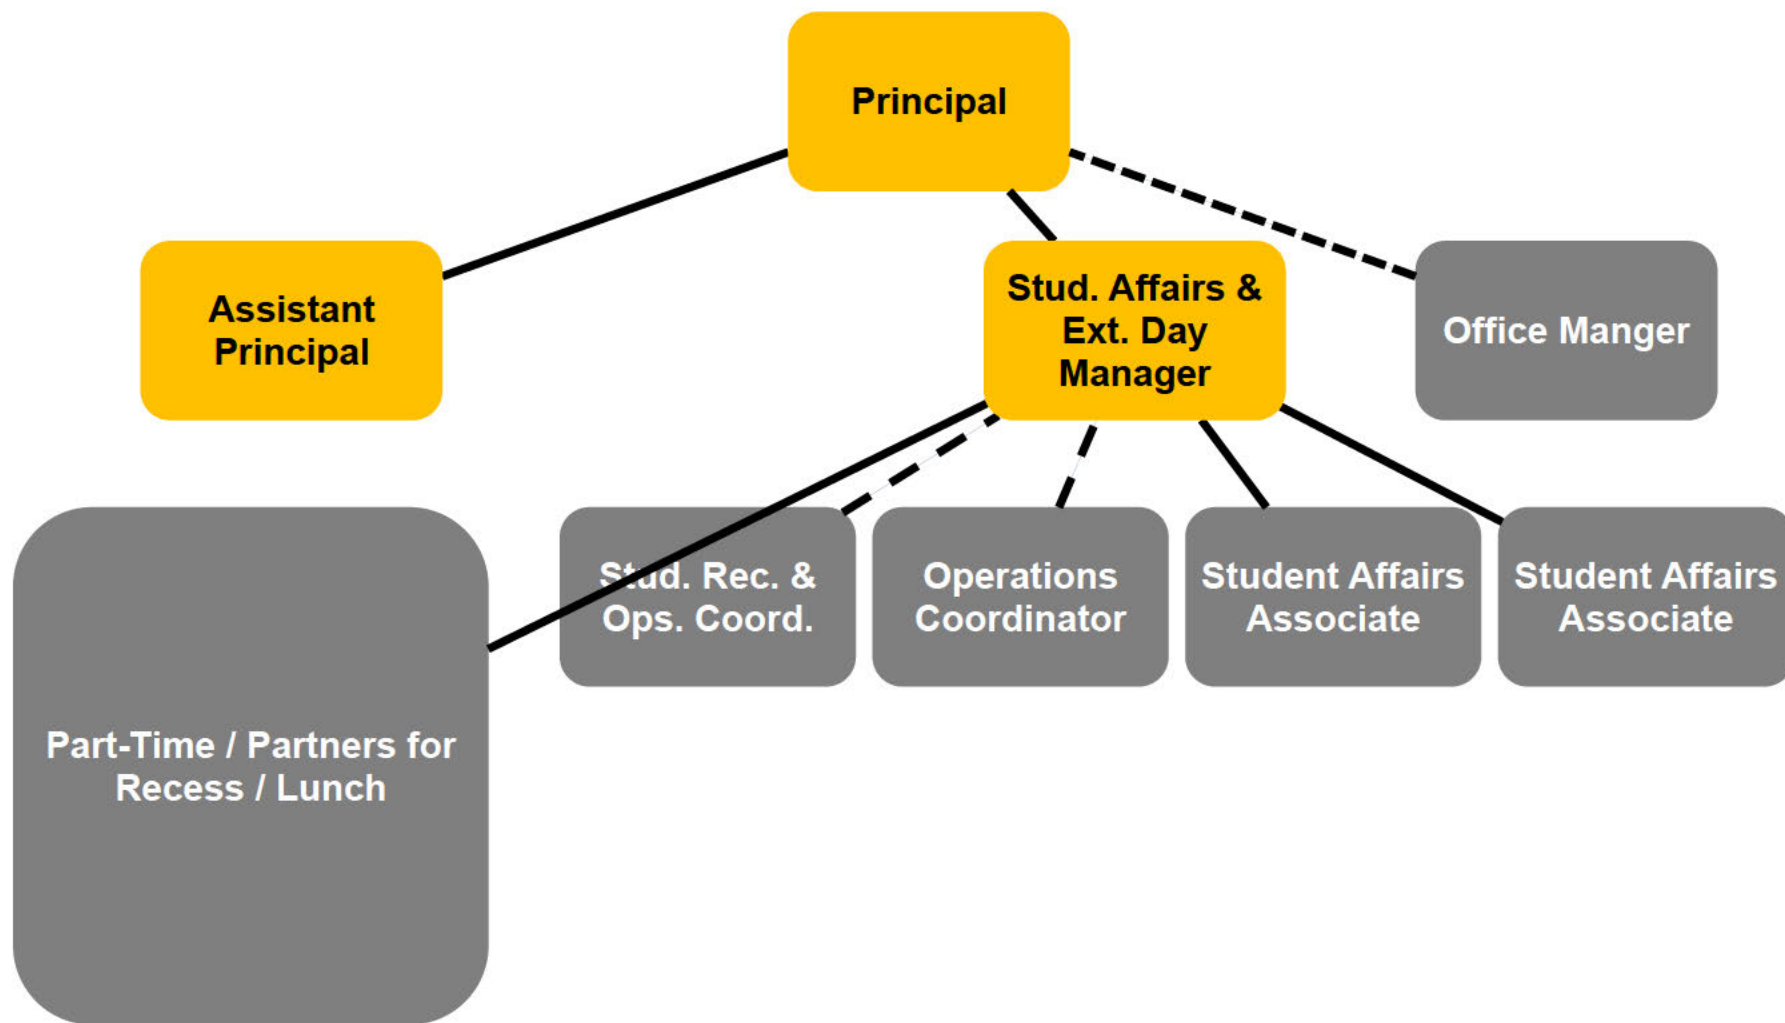 Principal
Assistant
Principal
Stud. Affairs &
Ext. Day
Manager
Office Manger
Stud. Rec. &
Ops. Coord.
Operations
Coordinator
Student Affairs
Associate
Student Affairs
Associate
Part-Time / Partners for
Recess / Lunch